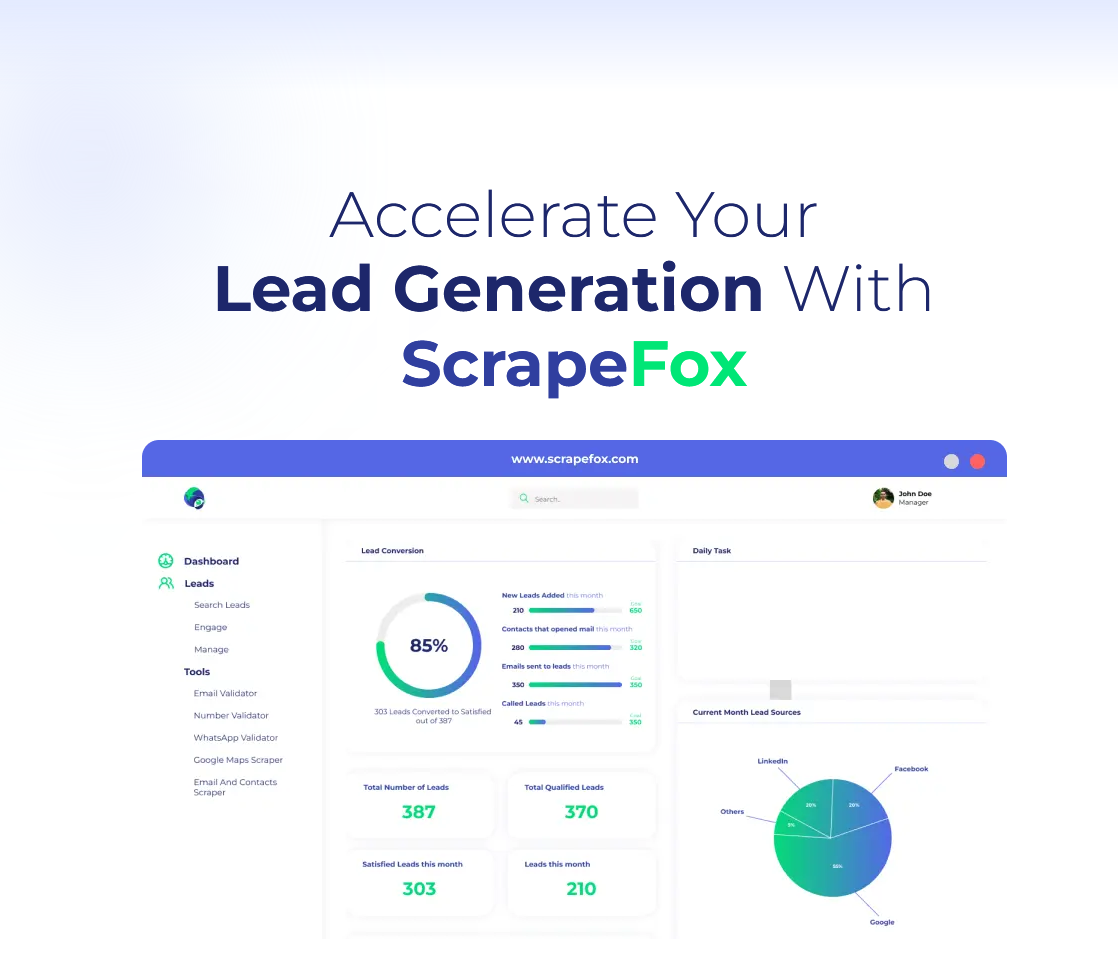 Accelerate Your
Lead Generation With
ScrapeFox
www.scrapefox.com
Search..
John Doe
Manager
Dashboard
Leads
Search Leads
Engage
Manage
Tools
Email Validator
Number Validator
WhatsApp Validator
Google Maps Scraper
Email And Contacts
Scraper
Lead Conversion
85%
303 Leads Converted to Satisfied
out of 387
New Leads Added this month
210
650
Contacts that opened mail this month
280
320
Emails sent to leads this month
350
350
Called Leads this month
45
350
Total Number of Leads
387
Total Qualified Leads
370
Satisfied Leads this month
303
Leads this month
210
Daily Task
Current Month Lead Sources
LinkedIn
Facebook
Others
Google